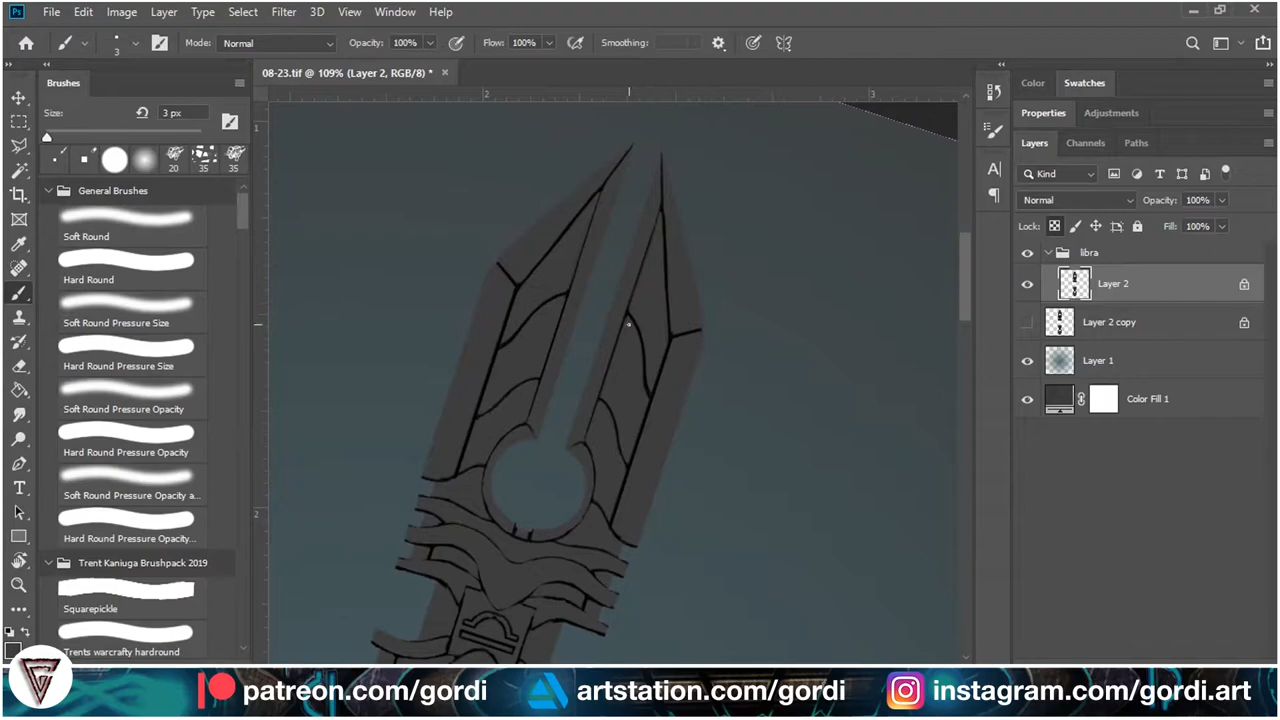 Ps File Edit Image Layer Type Select Filter 3D View Window Help
3 Mode: Normal Opacity: 100% Flow: 100% Smoothing:
08-23.tif @ 109% (Layer 2, RGB/8) *
Brushes
Size: 3 px
20 35 35
General Brushes
Soft Round
Hard Round
Soft Round Pressure Size
Hard Round Pressure Size
Soft Round Pressure Opacity
Hard Round Pressure Opacity
Soft Round Pressure Opacity a...
Hard Round Pressure Opacity...
Trent Kaniuga Brushpack 2019
Squarepickle
Trents warcrafty hardround
2 3
1
2
Color Swatches
Properties Adjustments
Layers Channels Paths
Kind
Normal Opacity: 100%
Lock: Fill: 100%
libra
Layer 2
Layer 2 copy
Layer 1
Color Fill 1
patreon.com/gordi artstation.com/gordi instagram.com/gordi.art